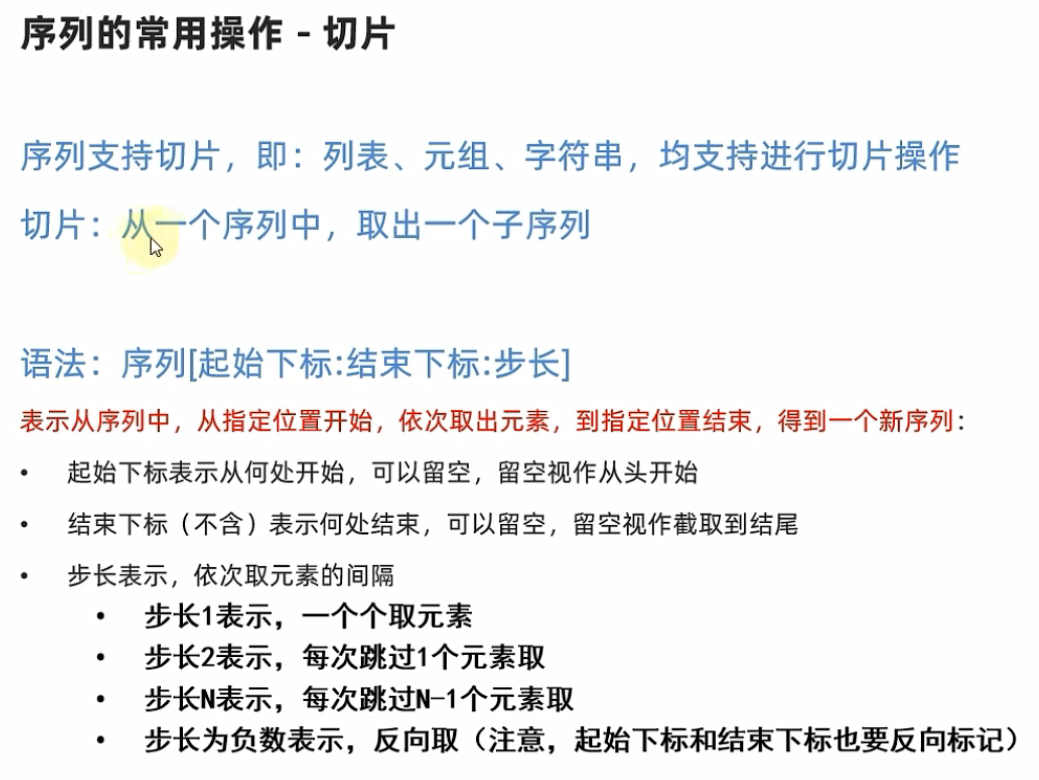 序列的常用操作 - 切片
序列支持切片，即：列表、元组、字符串，均支持进行切片操作
切片：从一个序列中，取出一个子序列
语法：序列[起始下标:结束下标:步长]
表示从序列中，从指定位置开始，依次取出元素，到指定位置结束，得到一个新序列：
• 起始下标表示从何处开始，可以留空，留空视作从头开始
• 结束下标（不含）表示何处结束，可以留空，留空视作截取到结尾
• 步长表示，依次取元素的间隔
• 步长1表示，一个个取元素
• 步长2表示，每次跳过1个元素取
• 步长N表示，每次跳过N-1个元素取
• 步长为负数表示，反向取（注意，起始下标和结束下标也要反向标记）